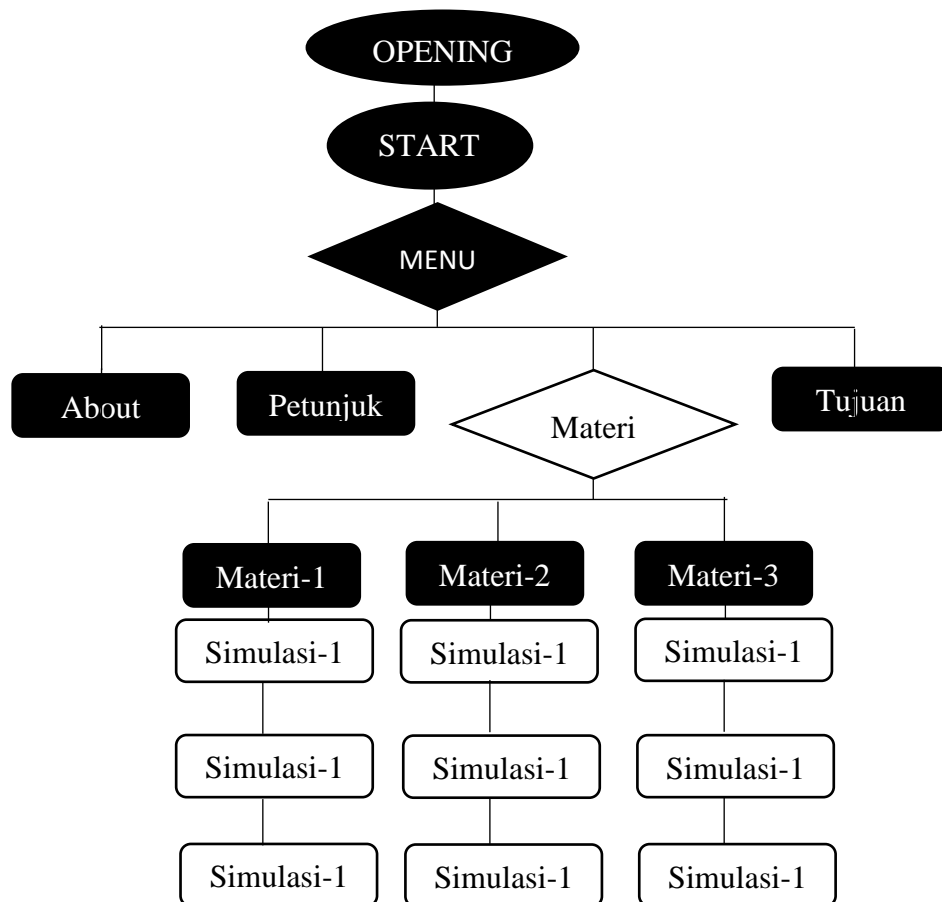 OPENING
START
MENU
About
Petunjuk
Materi
Tujuan
Materi-1
Materi-2
Materi-3
Simulasi-1
Simulasi-1
Simulasi-1
Simulasi-1
Simulasi-1
Simulasi-1
Simulasi-1
Simulasi-1
Simulasi-1